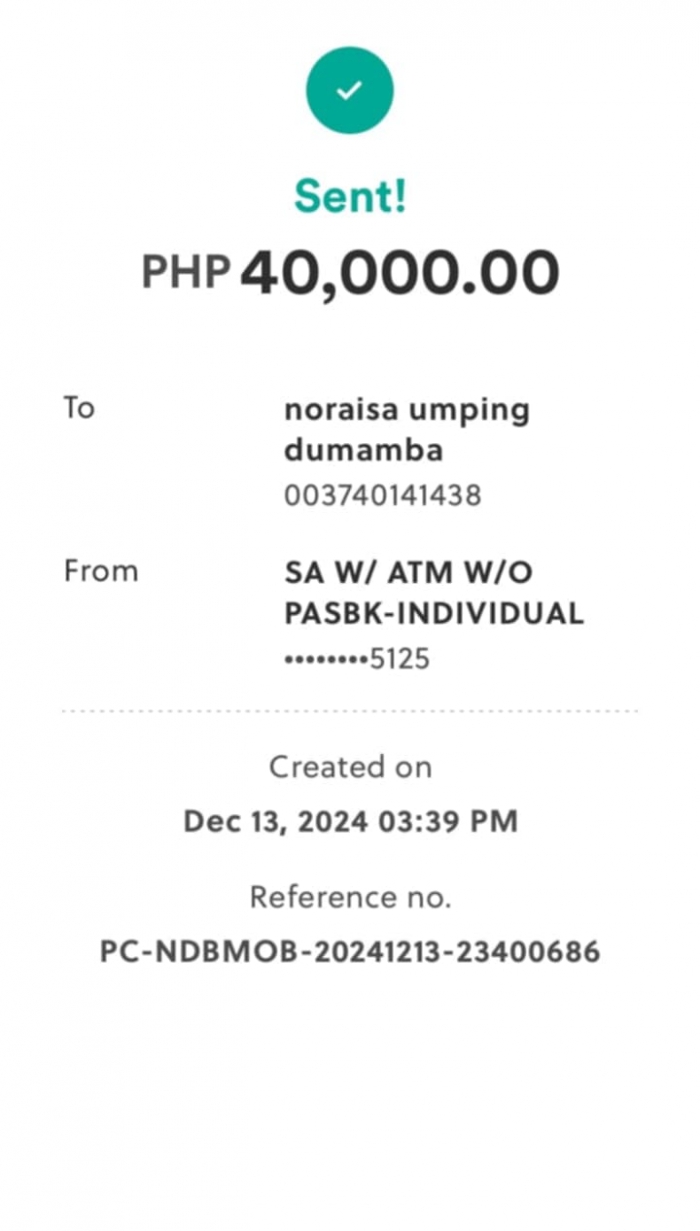 Sent!
PHP 40,000.00
To
noraisa umping
dumamba
003740141438
From
SA W/ ATM W/O
PASBK-INDIVIDUAL
••••••••5125
Created on
Dec 13, 2024 03:39 PM
Reference no.
PC-NDBMOB-20241213-23400686